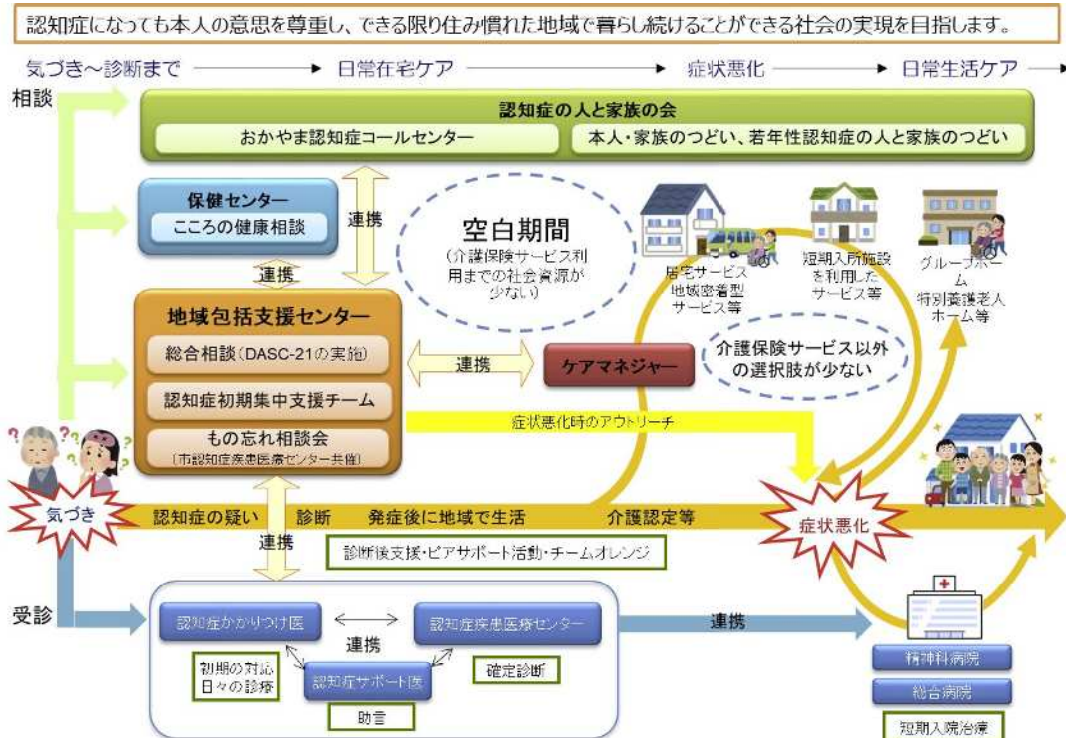 認知症になっても本人の意思を尊重し、できる限り住み慣れた地域で暮らし続けることができる社会の実現を目指します。
気づき～診断まで
日常在宅ケア
症状悪化
日常生活ケア
相談
認知症の人と家族の会
おかやま認知症コールセンター
本人・家族のつどい、若年性認知症の人と家族のつどい
保健センター
こころの健康相談
連携
連携
空白期間
(介護保険サービス利
用までの社会資源が
少ない)
居宅サービス
地域密着型
サービス等
短期入所施設
を利用した
サービス等
グループホー
ム
特別養護老人
ホーム等
地域包括支援センター
総合相談(DASC-21の実施)
認知症初期集中支援チーム
もの忘れ相談会
(市認知症疾患医療センター共催)
連携
ケアマネジャー
介護保険サービス以外
の選択肢が少ない
症状悪化時のアウトリーチ
気づき
認知症の疑い
診断
発症後に地域で生活
介護認定等
症状悪化
連携
診断後支援・ピアサポート活動・チームオレンジ
受診
認知症かかりつけ医
認知症疾患医療センター
連携
初期の対応
日々の診療
認知症サポート医
確定診断
助言
連携
精神科病院
総合病院
短期入院治療